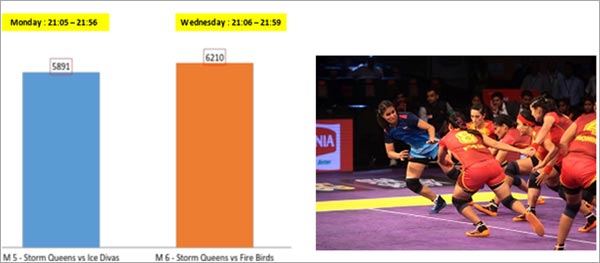 Monday : 21:05 – 21:56
Wednesday : 21:06 – 21:59
5891
6210
M 5 - Storm Queens vs Ice Divas
M 6 - Storm Queens vs Fire Birds